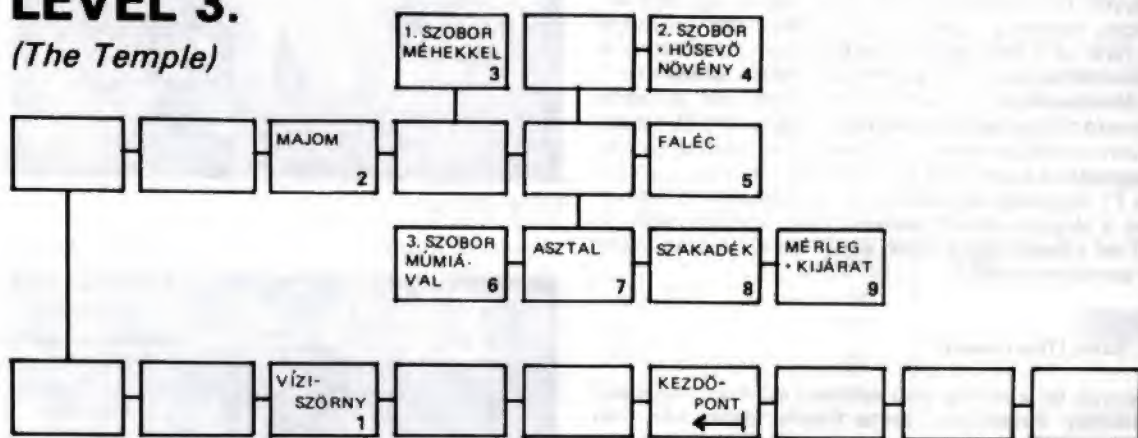 LEVEL 3.
(The Temple)
1. SZOBOR
MÉHEKKEL
3
2. SZOBOR
+ HÚSEVŐ
NÖVÉNY 4
MAJOM
2
FALÉC
5
3. SZOBOR
MÚMIÁ-
VAL 6
ASZTAL
7
SZAKADÉK
8
MÉRLEG
+ KIJÁRAT
9
VÍZI-
SZÖRNY
1
KEZDŐ-
PONT